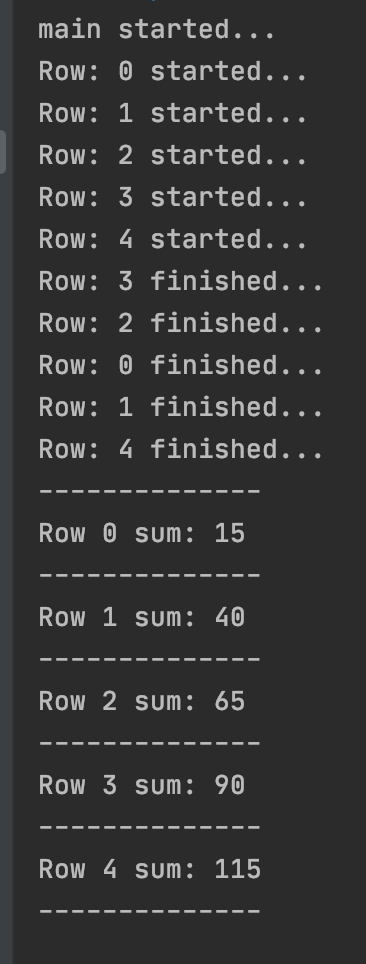 main started...
Row: 0 started...
Row: 1 started...
Row: 2 started...
Row: 3 started...
Row: 4 started...
Row: 3 finished...
Row: 2 finished...
Row: 0 finished...
Row: 1 finished...
Row: 4 finished...
--------------
Row 0 sum: 15
--------------
Row 1 sum: 40
--------------
Row 2 sum: 65
--------------
Row 3 sum: 90
--------------
Row 4 sum: 115
--------------